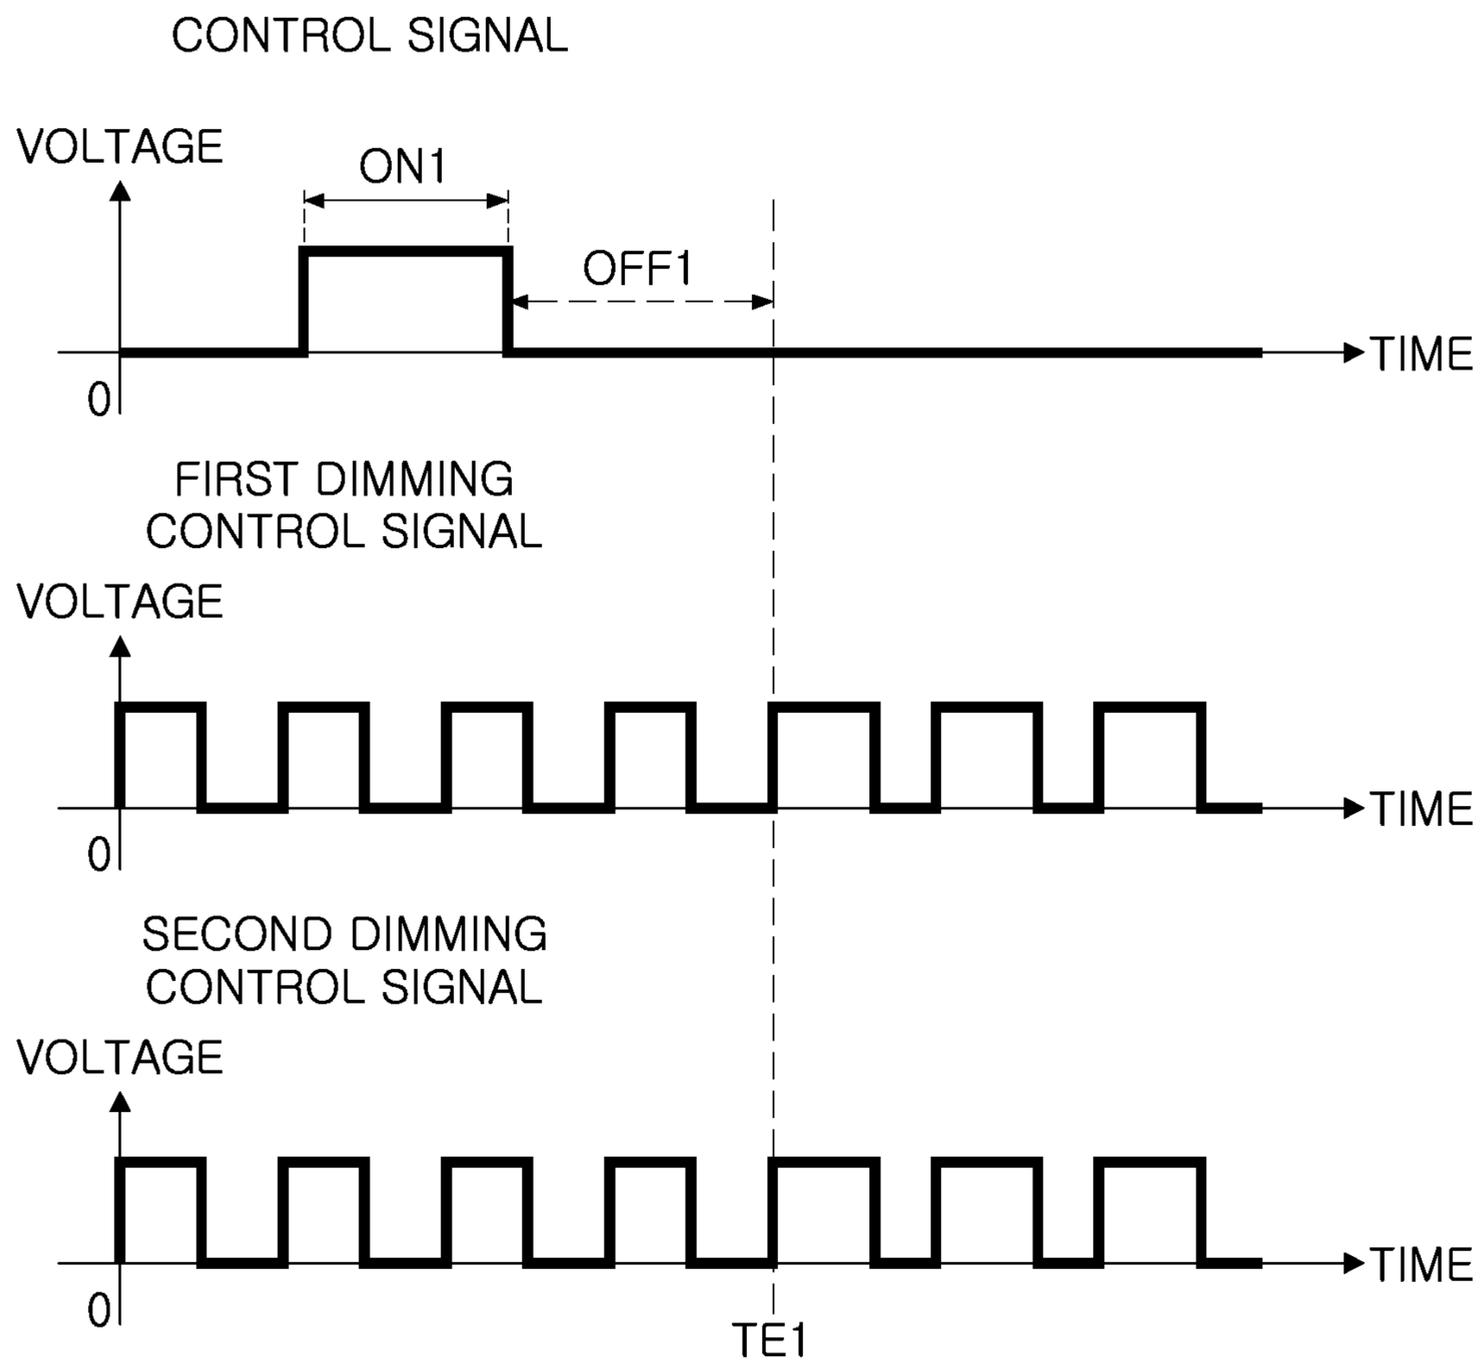 CONTROL SIGNAL
VOLTAGE
ON1
OFF1
TIME
0
FIRST DIMMING
CONTROL SIGNAL
VOLTAGE
TIME
0
SECOND DIMMING
CONTROL SIGNAL
VOLTAGE
TIME
0
TE1